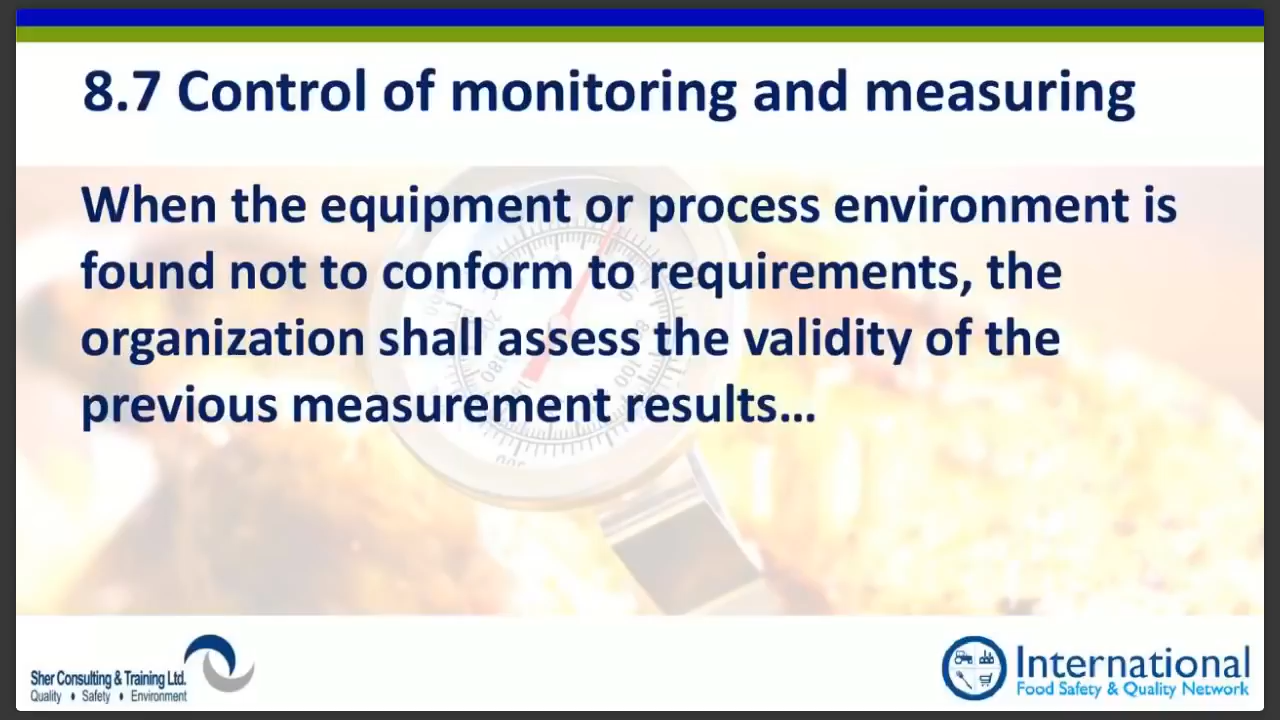 8.7 Control of monitoring and measuring
When the equipment or process environment is
found not to conform to requirements, the
organization shall assess the validity of the
previous measurement results...
Sher Consulting & Training Ltd.
Quality • Safety • Environment
International
Food Safety & Quality Network